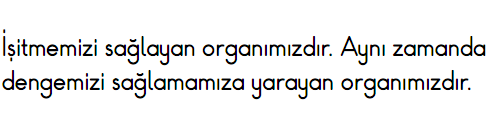 İşitmemizi sağlayan organımızdır. Aynı zamanda
dengemizi sağlamamıza yarayan organımızdır.